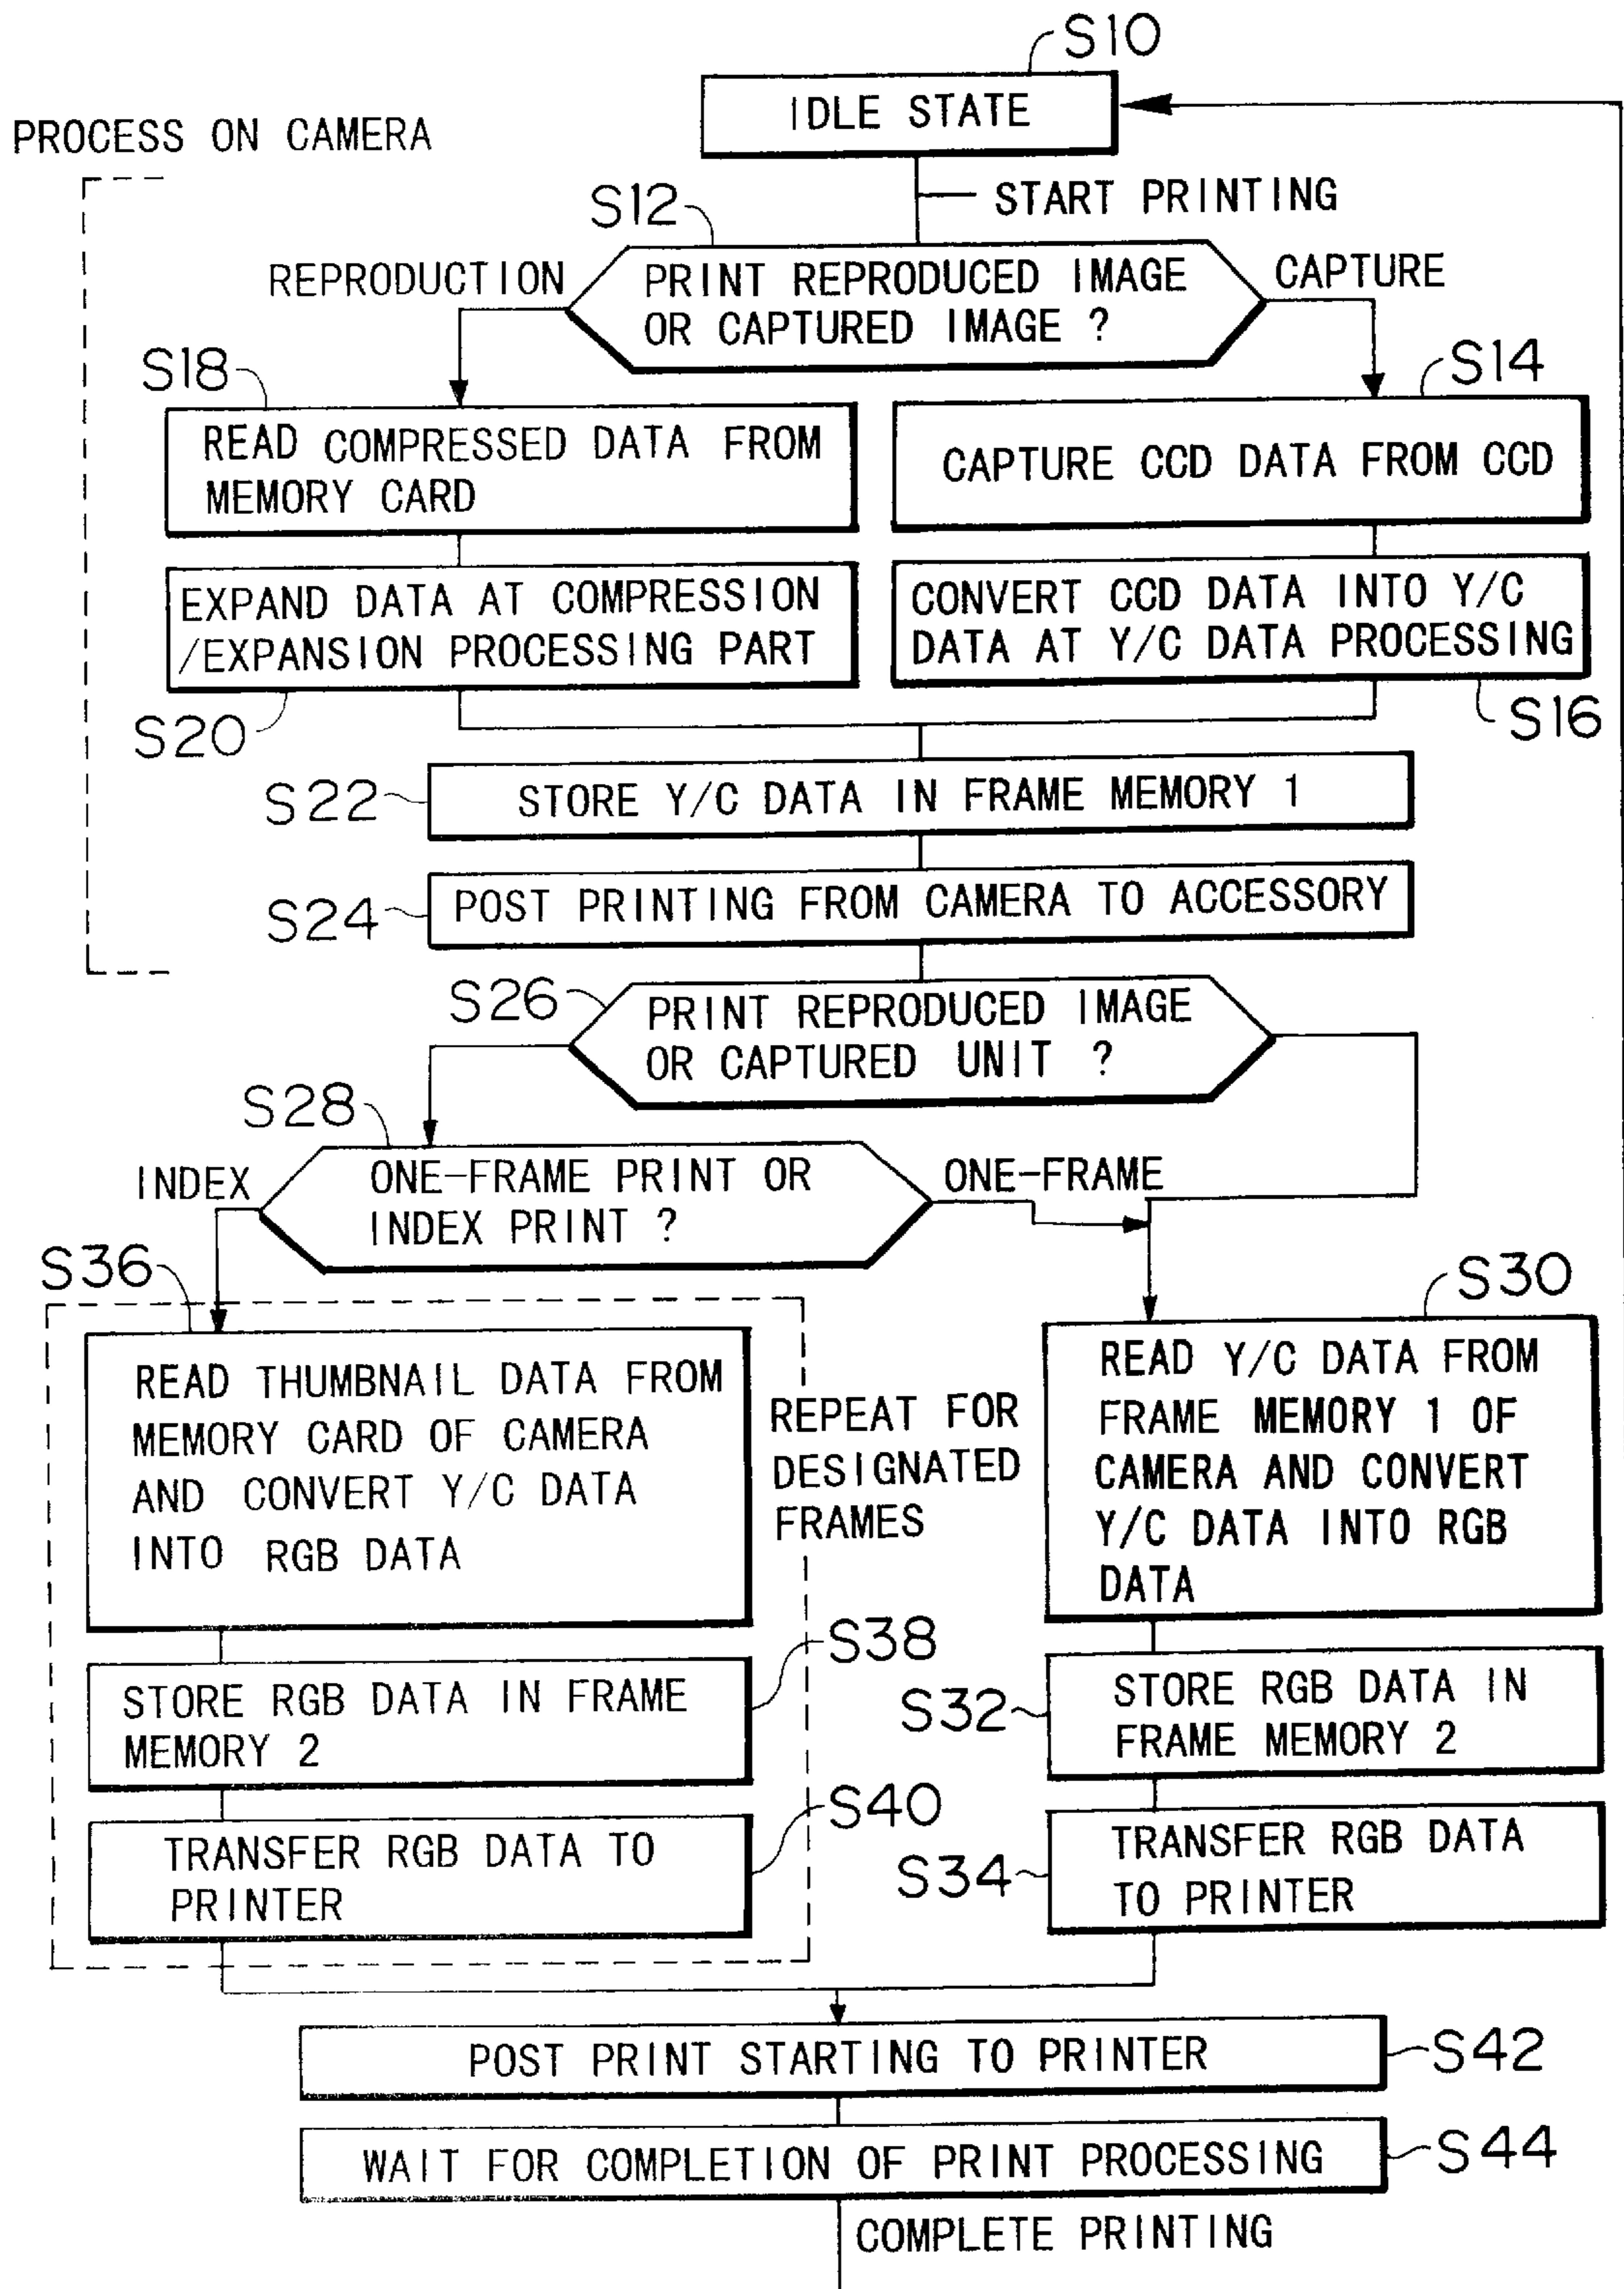 S10
IDLE STATE
PROCESS ON CAMERA
START PRINTING
S12
REPRODUCTION
PRINT REPRODUCED IMAGE
OR CAPTURED IMAGE ?
CAPTURE
S18
READ COMPRESSED DATA FROM
MEMORY CARD
S14
CAPTURE CCD DATA FROM CCD
EXPAND DATA AT COMPRESSION
/EXPANSION PROCESSING PART
S20
CONVERT CCD DATA INTO Y/C
DATA AT Y/C DATA PROCESSING
S16
S22
STORE Y/C DATA IN FRAME MEMORY 1
S24
POST PRINTING FROM CAMERA TO ACCESSORY
S26
PRINT REPRODUCED IMAGE
OR CAPTURED UNIT ?
S28
INDEX
ONE-FRAME PRINT OR
INDEX PRINT ?
ONE-FRAME
S36
READ THUMBNAIL DATA FROM
MEMORY CARD OF CAMERA
AND CONVERT Y/C DATA
INTO RGB DATA
REPEAT FOR
DESIGNATED
FRAMES
S30
READ Y/C DATA FROM
FRAME MEMORY 1 OF
CAMERA AND CONVERT
Y/C DATA INTO RGB
DATA
S38
STORE RGB DATA IN FRAME
MEMORY 2
S32
STORE RGB DATA IN
FRAME MEMORY 2
S40
TRANSFER RGB DATA TO
PRINTER
S34
TRANSFER RGB DATA
TO PRINTER
POST PRINT STARTING TO PRINTER
S42
WAIT FOR COMPLETION OF PRINT PROCESSING
S44
COMPLETE PRINTING